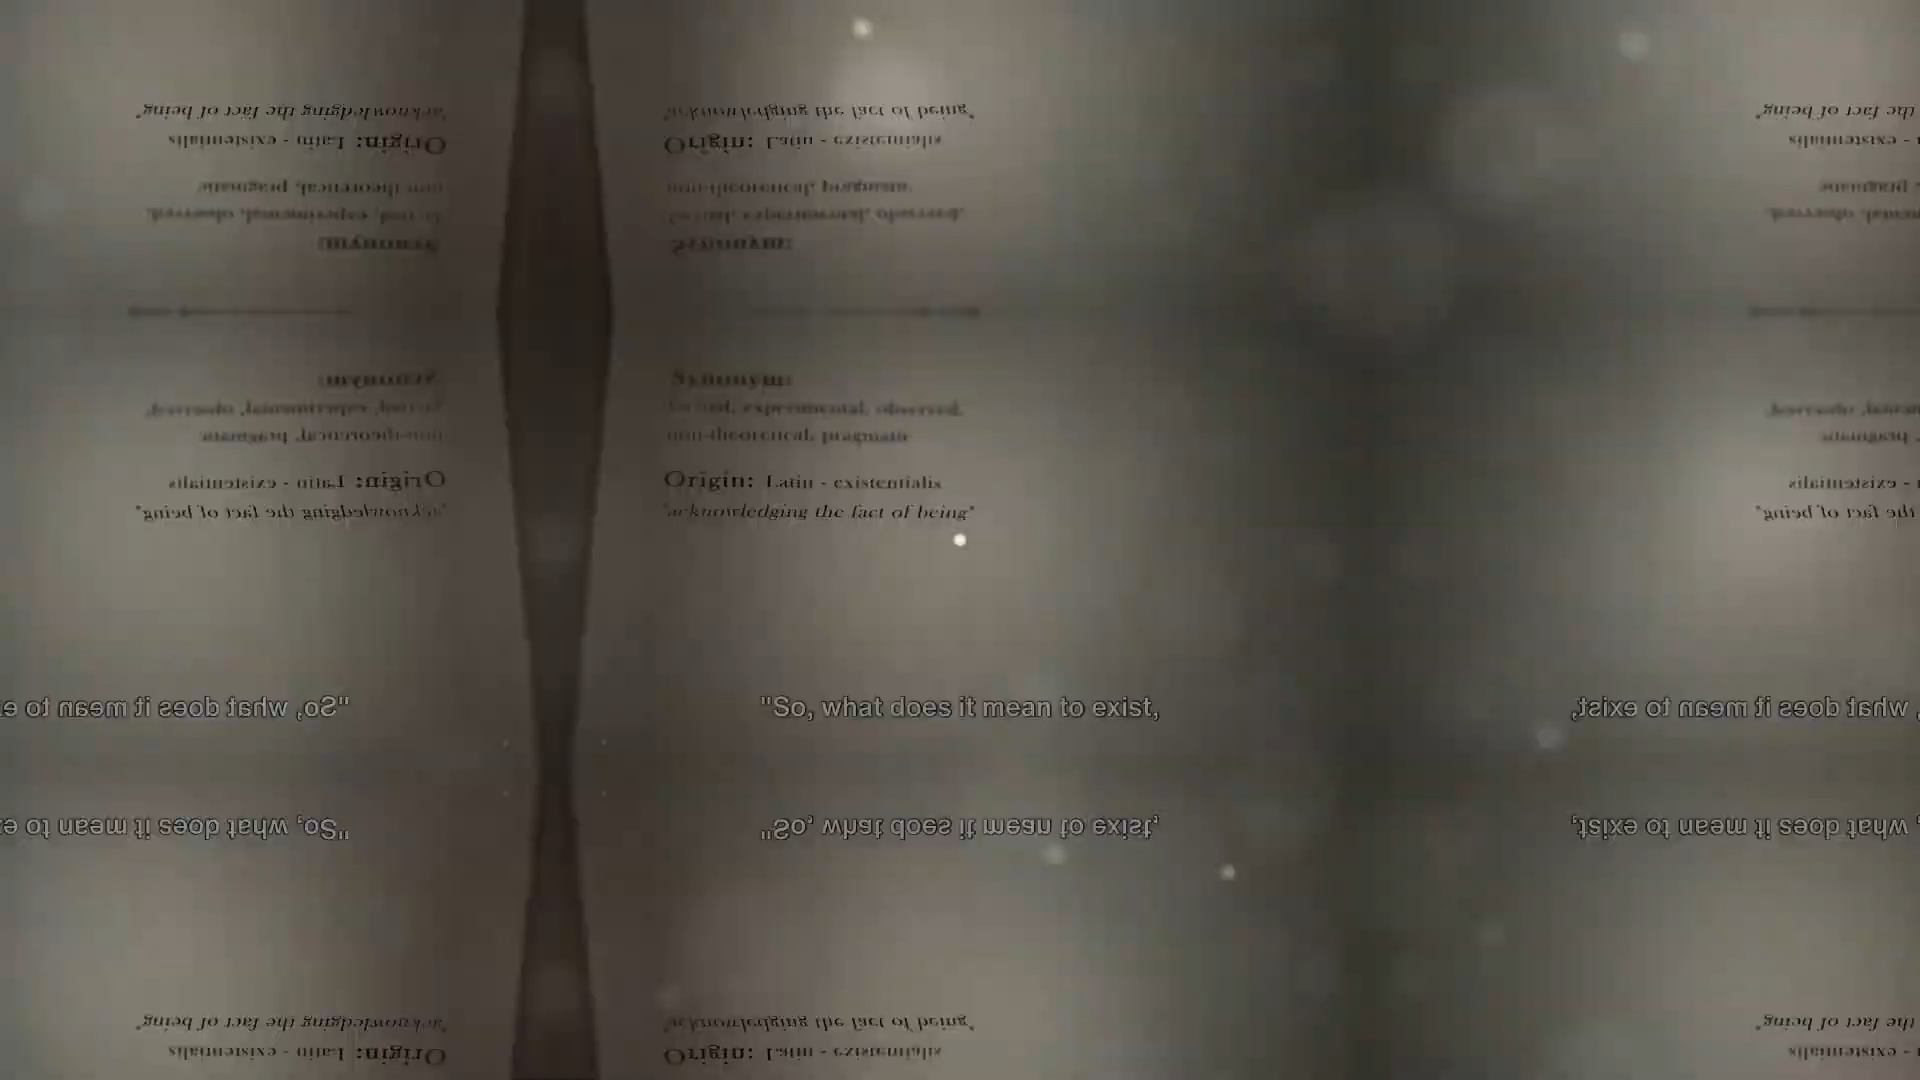 Synonym:
experimental, observed,
non-theoretical, pragmatic
Origin: Latin - existentialis
"acknowledging the fact of being"
"So, what does it mean to exist,